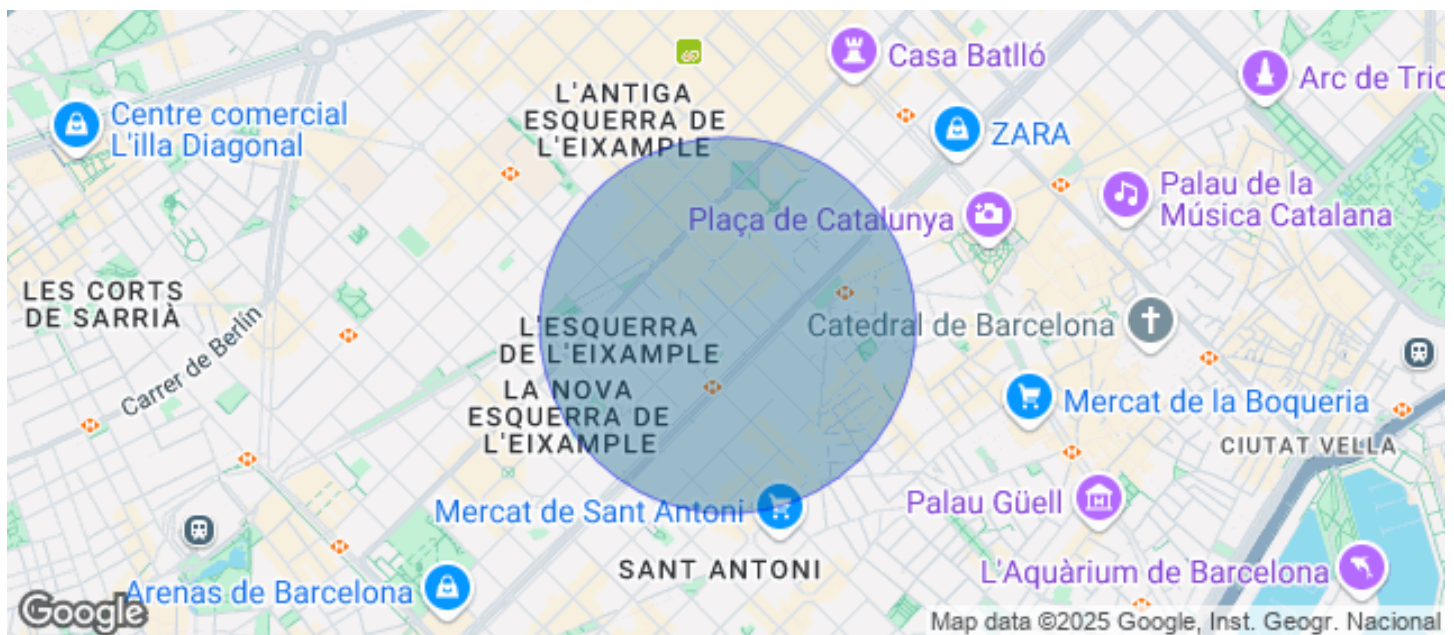 Casa Batlló
Arc de Trio
L'ANTIGA
ESQUERRA DE
L'EIXAMPLE
Centre comercial
L'illa Diagonal
ZARA
Palau de la
Música Catalana
Plaça de Catalunya
LES CORTS
DE SARRIÀ
Carrer de Berlín
L'ESQUERRA
DE L'EIXAMPLE
Catedral de Barcelona
LA NOVA
ESQUERRA DE
L'EIXAMPLE
Mercat de la Boqueria
CIUTAT VELLA
Mercat de Sant Antoni
Palau Güell
SANT ANTONI
L'Aquàrium de Barcelona
Arenas de Barcelona
Google
Map data ©2025 Google, Inst. Geogr. Nacional